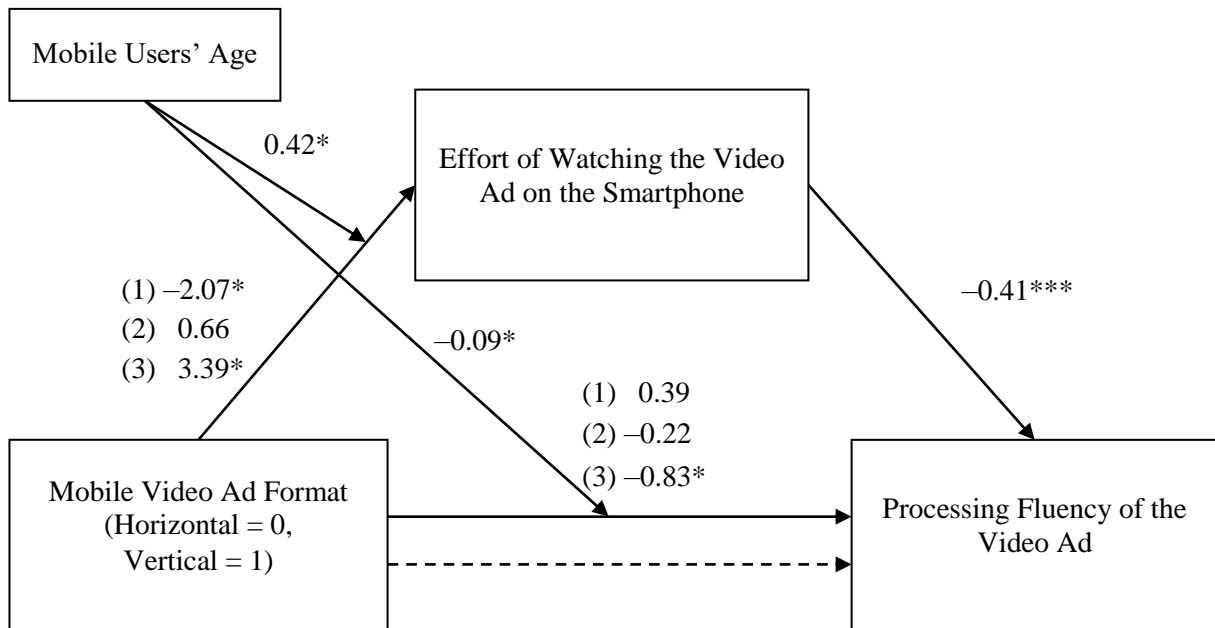 Mobile Users’ Age
0.42*
Effort of Watching the Video
Ad on the Smartphone
(1) –2.07*
(2) 0.66
(3) 3.39*
–0.41***
–0.09*
(1) 0.39
(2) –0.22
(3) –0.83*
Mobile Video Ad Format
(Horizontal = 0,
Vertical = 1)
Processing Fluency of the
Video Ad